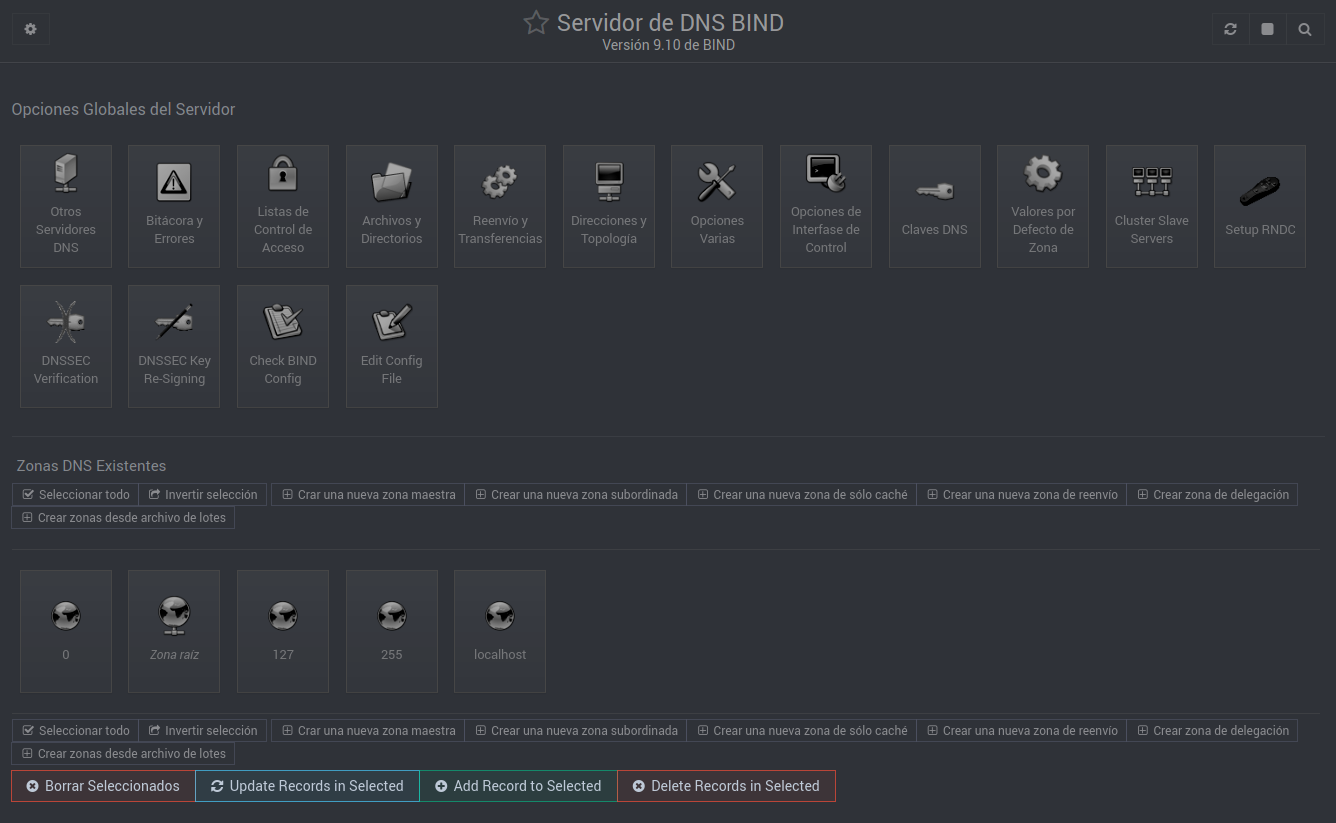 Servidor de DNS BIND
Versión 9.10 de BIND
Opciones Globales del Servidor
Otros
Servidores
DNS
Bitácora y
Errores
Listas de
Control de
Acceso
Archivos y
Directorios
Reenvío y
Transferencias
Direcciones y
Topología
Opciones
Varias
Opciones de
Interfase de
Control
Claves DNS
Valores por
Defecto de
Zona
Cluster Slave
Servers
Setup RNDC
DNSSEC
Verification
DNSSEC Key
Re-Signing
Check BIND
Config
Edit Config
File
Zonas DNS Existentes
Seleccionar todo Invertir selección Crar una nueva zona maestra Crear una nueva zona subordinada Crear una nueva zona de sólo caché Crear una nueva zona de reenvío Crear zona de delegación
Crear zonas desde archivo de lotes
0 Zona raíz 127 255 localhost
Seleccionar todo Invertir selección Crar una nueva zona maestra Crear una nueva zona subordinada Crear una nueva zona de sólo caché Crear una nueva zona de reenvío Crear zona de delegación
Crear zonas desde archivo de lotes
Borrar Seleccionados Update Records in Selected Add Record to Selected Delete Records in Selected